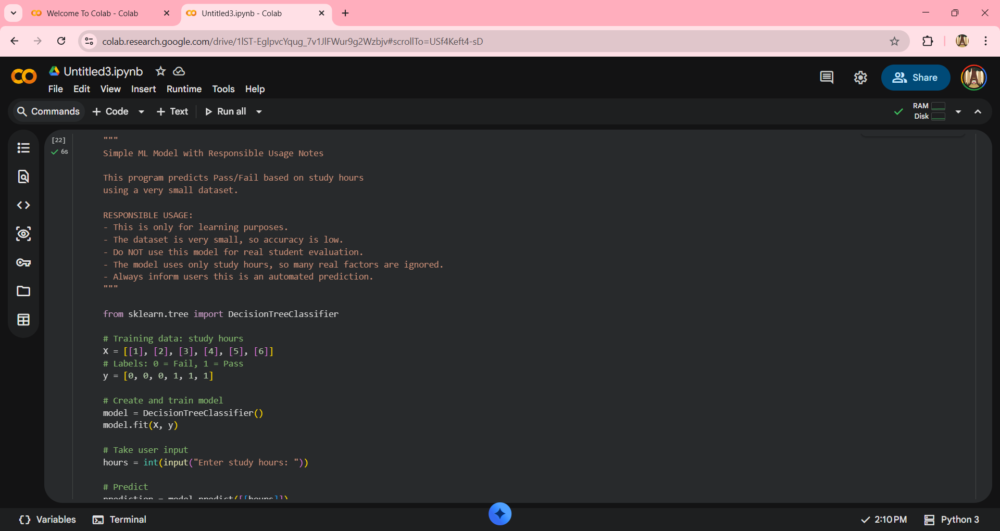 Welcome To Colab - Colab
Untitled3.ipynb - Colab
colab.research.google.com/drive/1lST-EglpvcYqug_7v1JlFWur9g2Wzbjv#scrollTo=USf4Keft4-sD
Untitled3.ipynb
Share
File Edit View Insert Runtime Tools Help
Commands + Code + Text Run all
RAM
Disk
[22]
6s
"""
Simple ML Model with Responsible Usage Notes
This program predicts Pass/Fail based on study hours
using a very small dataset.
RESPONSIBLE USAGE:
- This is only for learning purposes.
- The dataset is very small, so accuracy is low.
- Do NOT use this model for real student evaluation.
- The model uses only study hours, so many real factors are ignored.
- Always inform users this is an automated prediction.
"""
from sklearn.tree import DecisionTreeClassifier
# Training data: study hours
X = [[1], [2], [3], [4], [5], [6]]
# Labels: 0 = Fail, 1 = Pass
y = [0, 0, 0, 1, 1, 1]
# Create and train model
model = DecisionTreeClassifier()
model.fit(X, y)
# Take user input
hours = int(input("Enter study hours: "))
# Predict
prediction = model.predict([[hours]])
{} Variables Terminal
2:10 PM Python 3